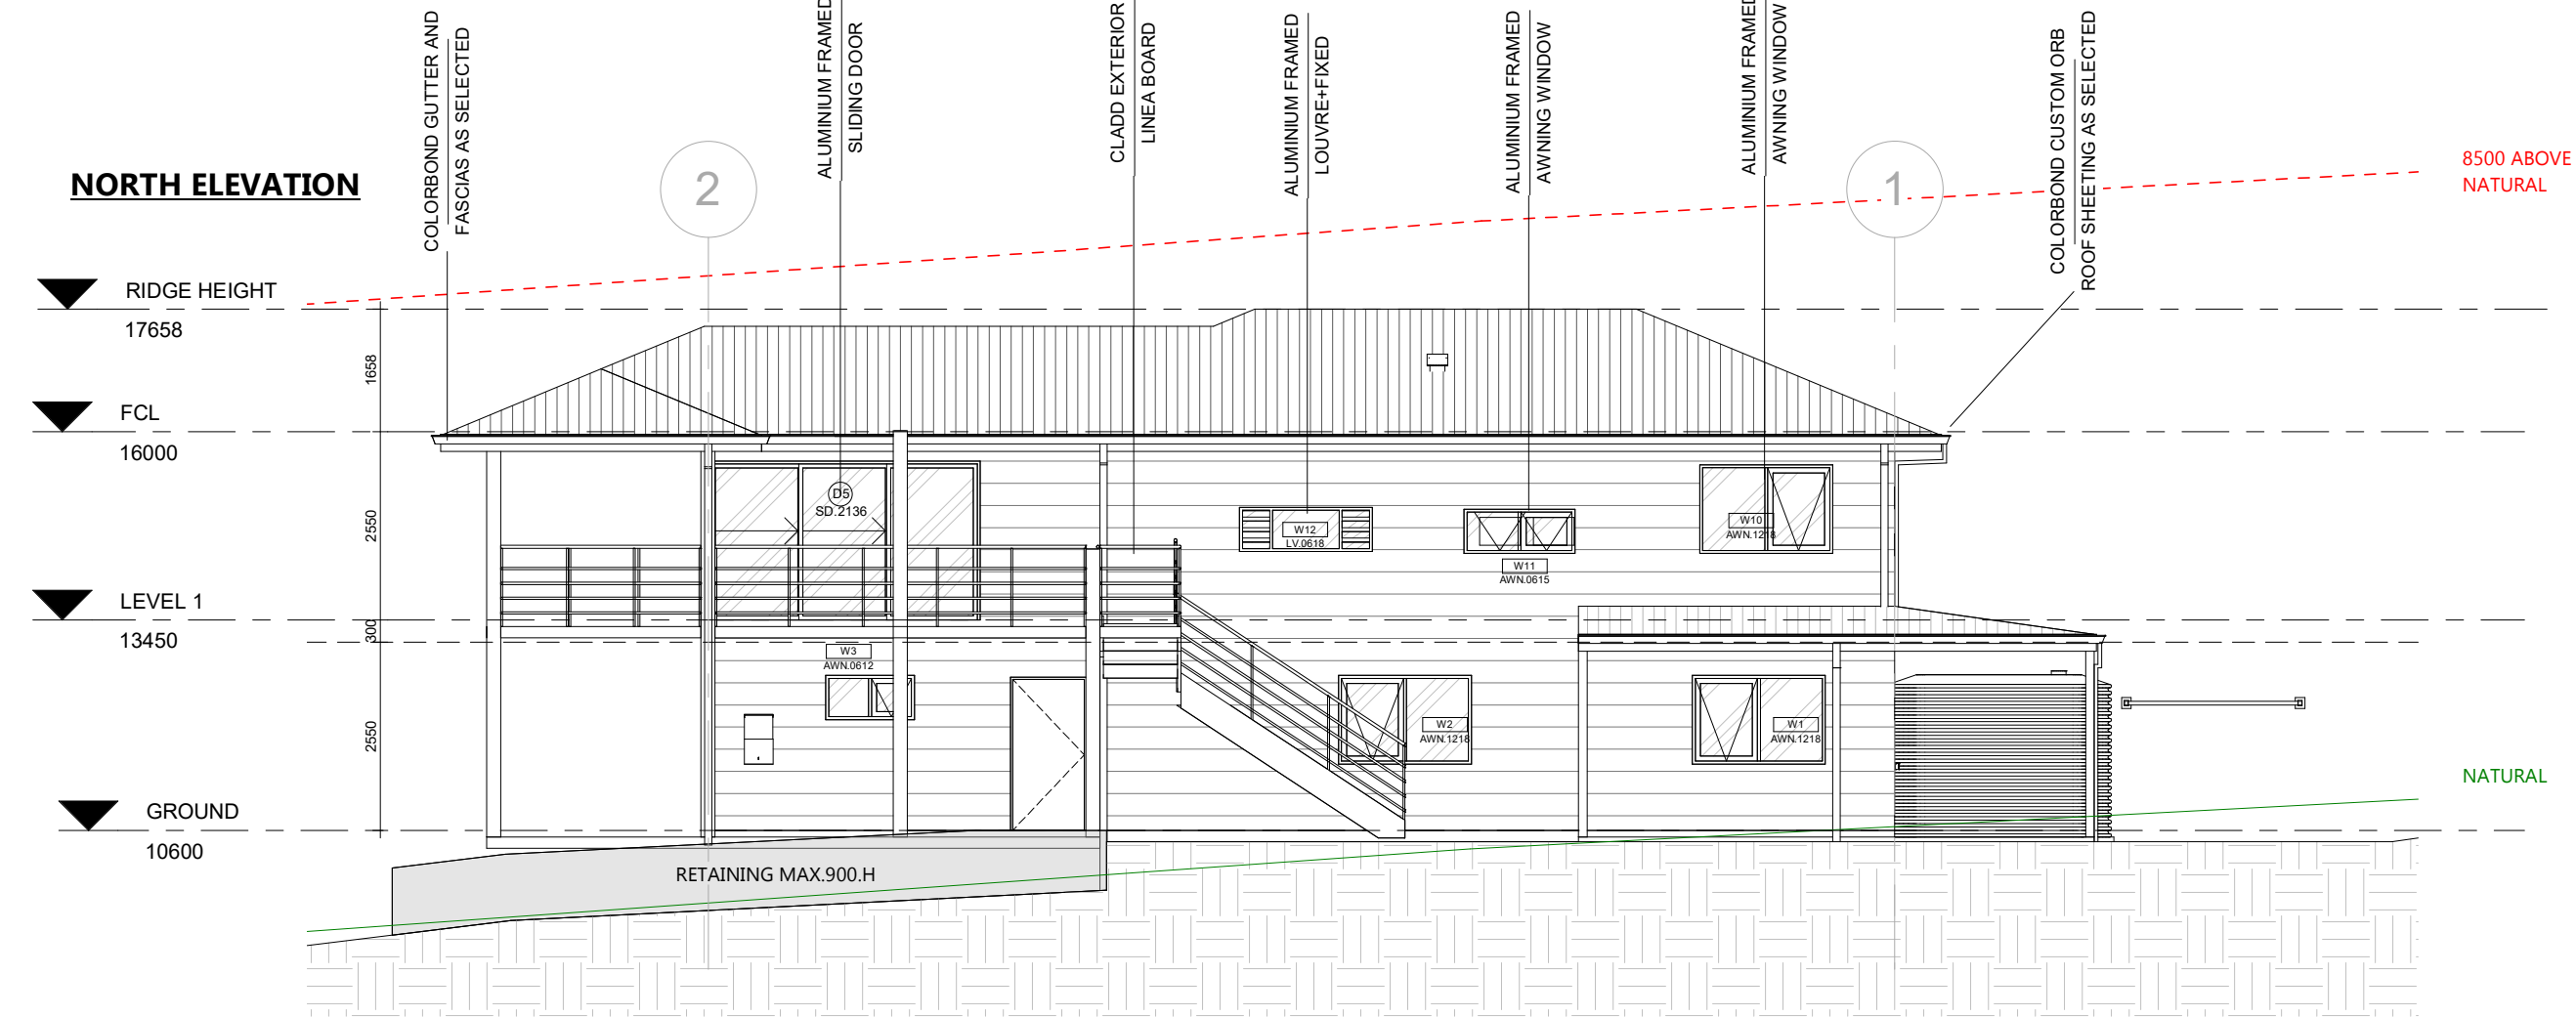 COLORBOND GUTTER AND
FASCIAS AS SELECTED
ALUMINIUM FRAMED
SLIDING DOOR
CLADD EXTERIOR
LINEA BOARD
ALUMINIUM FRAMED
LOUVRE+FIXED
ALUMINIUM FRAMED
AWNING WINDOW
ALUMINIUM FRAMED
AWNING WINDOW
COLORBOND CUSTOM ORB
ROOF SHEETING AS SELECTED
8500 ABOVE
NATURAL
NORTH ELEVATION
2
1
RIDGE HEIGHT
17658
1658
FCL
16000
2550
D5
SD.2136
W12
LV.0618
W11
AWN.0615
W10
AWN.1218
LEVEL 1
13450
300
W3
AWN.0612
2550
W2
AWN.1218
W1
AWN.1218
NATURAL
GROUND
10600
RETAINING MAX.900.H